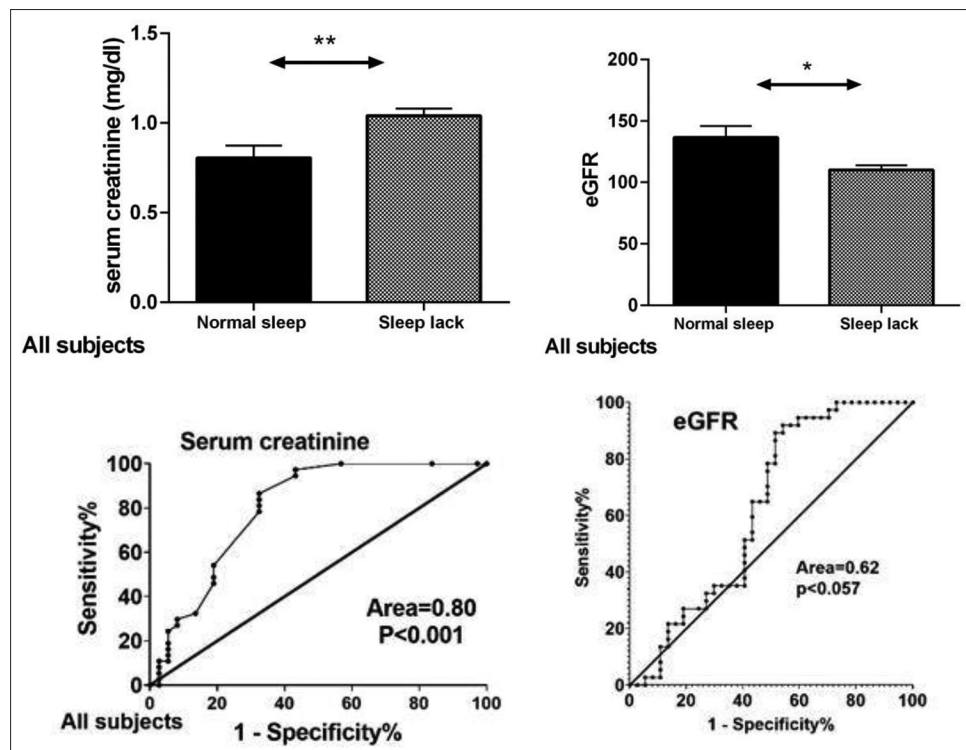 serum creatinine (mg/dl)
1.5
1.0
0.5
0.0
**
Normal sleep
Sleep lack
All subjects
eGFR
200
150
100
50
0
*
Normal sleep
Sleep lack
All subjects
Serum creatinine
Sensitivity%
100
80
60
40
20
0
Area=0.80
P<0.001
0
20
40
60
80
100
All subjects
1 - Specificity%
eGFR
Sensitivity%
100
80
60
40
20
0
Area=0.62
p<0.057
0
20
40
60
80
100
1 - Specificity%